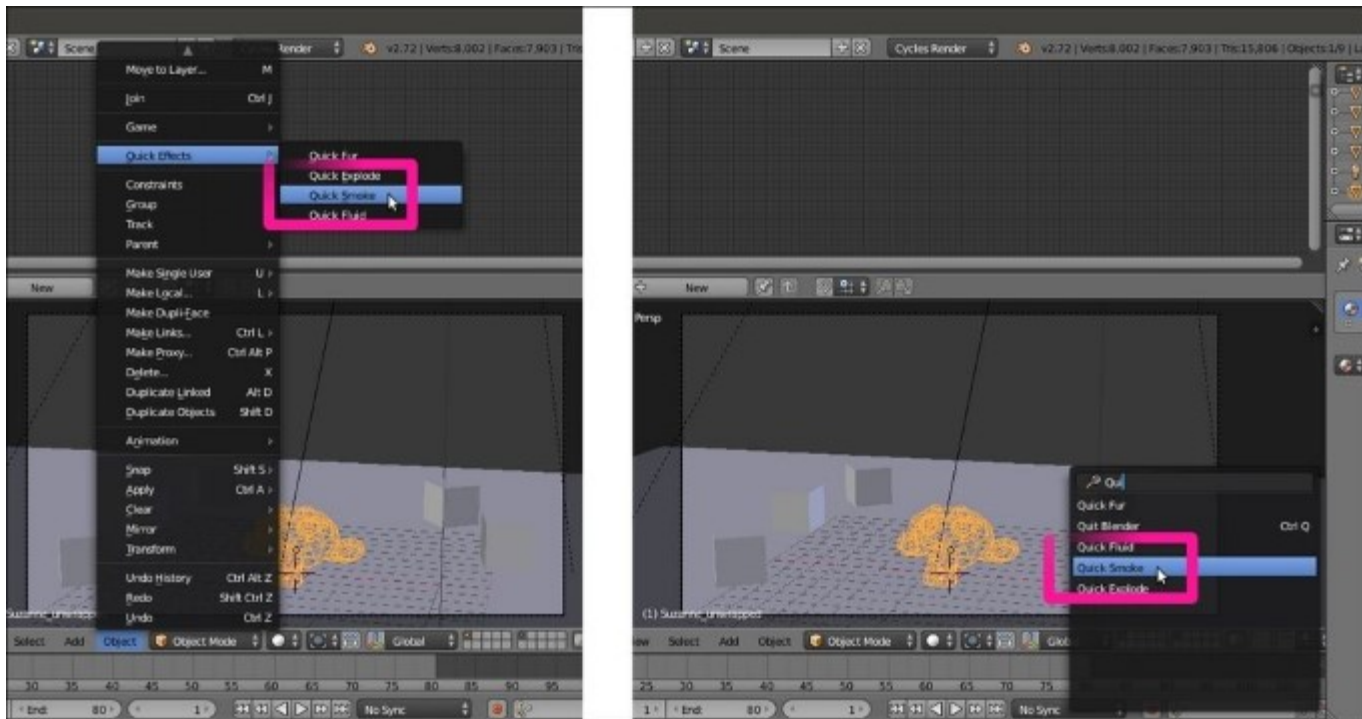 Scene
Render
v2.72 | Verts:8,002 | Faces:7,903 | Tris
Move to Layer... M
Join Ctrl J
Game
Quick Effects
Constraints
Group
Track
Parent
Make Single User U
Make Local... L
Make Dupli-Face
Make Links... Ctrl L
Make Proxy... Ctrl Alt P
Delete... X
Duplicate Linked Alt D
Duplicate Objects Shift D
Animation
Snap Shift S
Apply Ctrl A
Clear
Mirror
Transform
Undo History Ctrl Alt Z
Redo Shift Ctrl Z
Undo Ctrl Z
Quick Fur
Quick Explode
Quick Smoke
Quick Fluid
New
Suzanne_unwrapped
Select Add Object Object Mode Global
30 35 40 45 50 55 60 65 70 75 80 85 90 95
End: 80 1 No Sync
Scene Cycles Render v2.72 | Verts:8,002 | Faces:7,903 | Tris:15,806 | Objects:1/9 | L
New
Persp
Qui
Quick Fur
Quit Blender Ctrl Q
Quick Fluid
Quick Smoke
Quick Explode
(1) Suzanne_unwrapped
ew Select Add Object Object Mode Glob
25 30 35 40 45 50 55 60 65 70 75
1 End: 80 1 No Sync